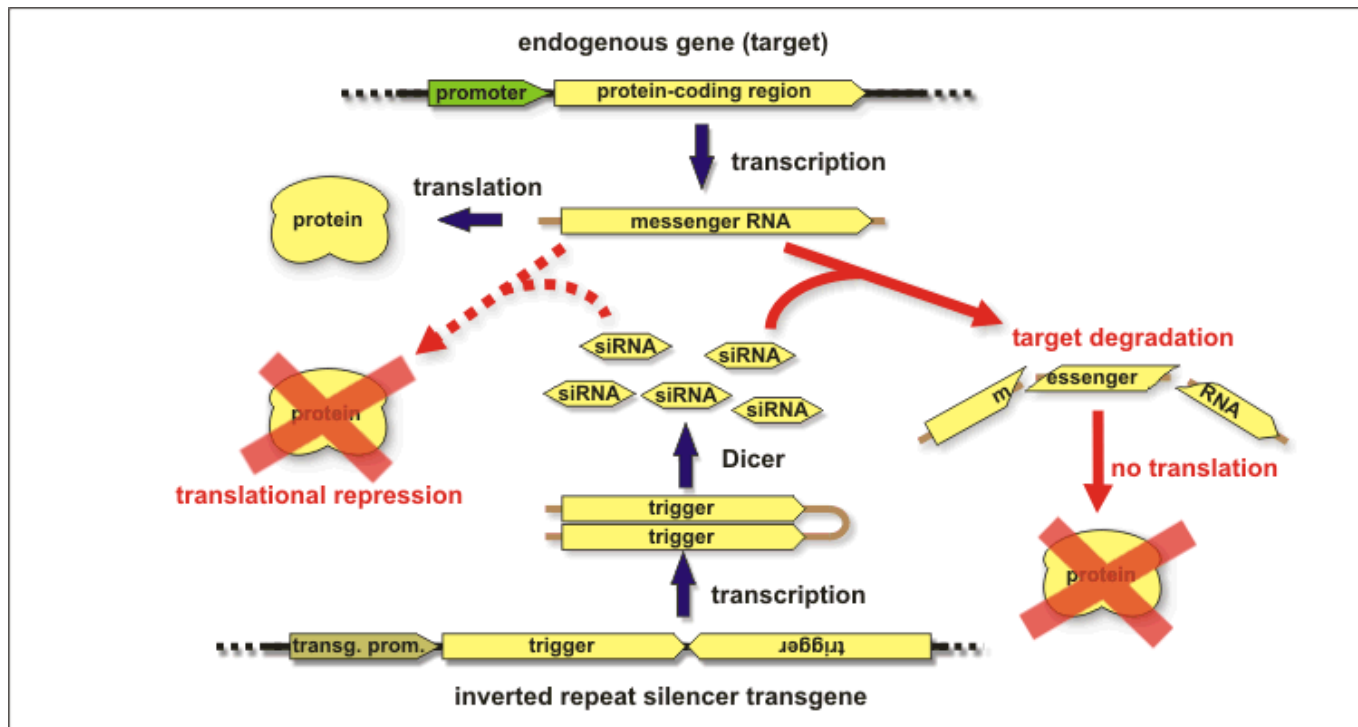 endogenous gene (target)
promoter
protein-coding region
transcription
translation
protein
messenger RNA
siRNA
siRNA
target degradation
siRNA
siRNA
siRNA
m
essenger
RNA
protein
translational repression
Dicer
no translation
trigger
trigger
protein
transcription
transg. prom.
trigger
trigger
inverted repeat silencer transgene